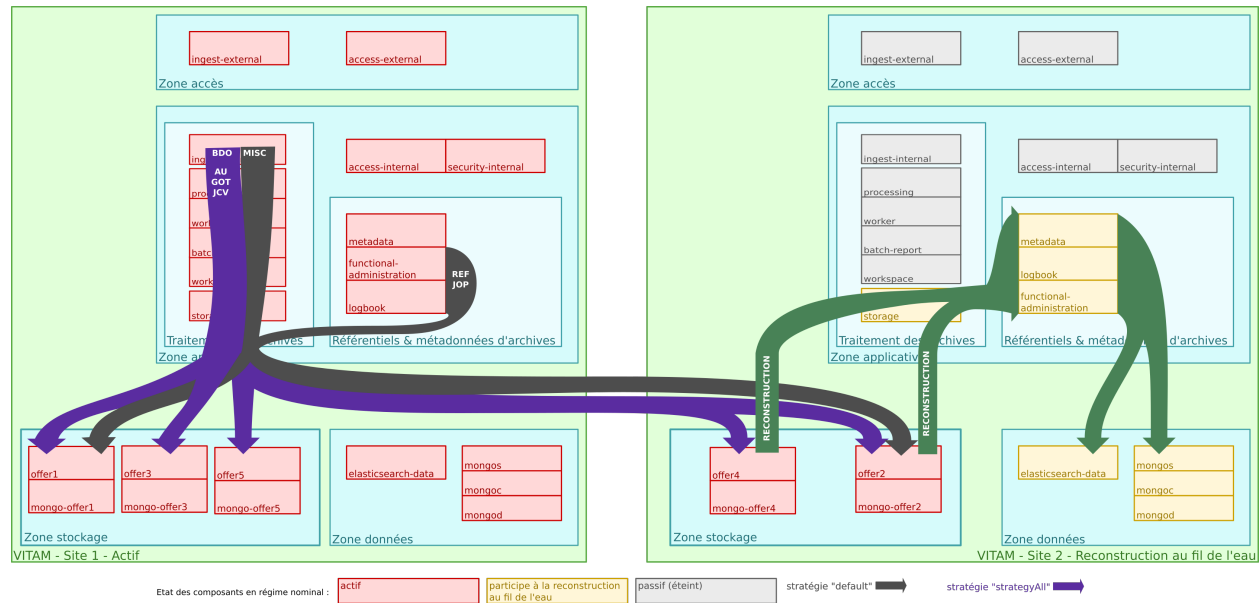 ingest-external
access-external
Zone accès
ingest-external
access-external
Zone accès
BDO
MISC
AU
GOT
JCV
access-internal
security-internal
metadata
functional-
administration
logbook
REF
JOP
Référentiels & métadonnées d'archives
ingest-internal
processing
worker
batch-report
workspace
storage
Traitement des archives
Zone applicative
access-internal
security-internal
metadata
logbook
functional-
administration
d'archives
RECONSTRUCTION
RECONSTRUCTION
offer1
mongo-offer1
offer3
mongo-offer3
offer5
mongo-offer5
Zone stockage
elasticsearch-data
mongos
mongoc
mongod
Zone données
VITAM - Site 1 - Actif
offer4
mongo-offer4
offer2
mongo-offer2
Zone stockage
elasticsearch-data
mongos
mongoc
mongod
Zone données
VITAM - Site 2 - Reconstruction au fil de l'eau
Etat des composants en régime nominal :
actif
participe à la reconstruction
au fil de l'eau
passif (éteint)
stratégie "default"
stratégie "strategyAll"